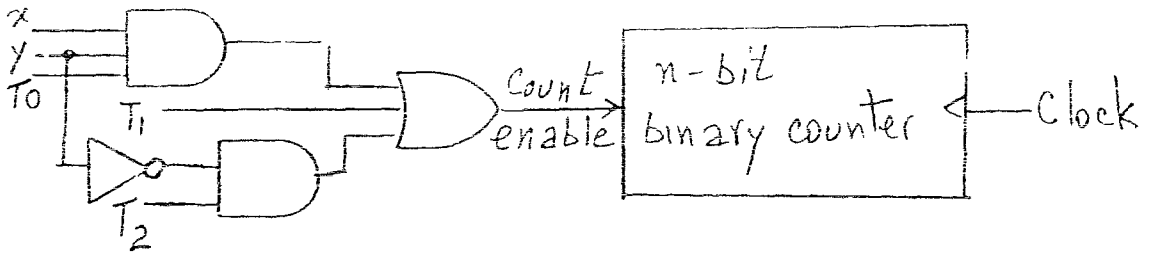 x
y
T0
T1
T2
Count
enable
n-bit
binary counter
Clock